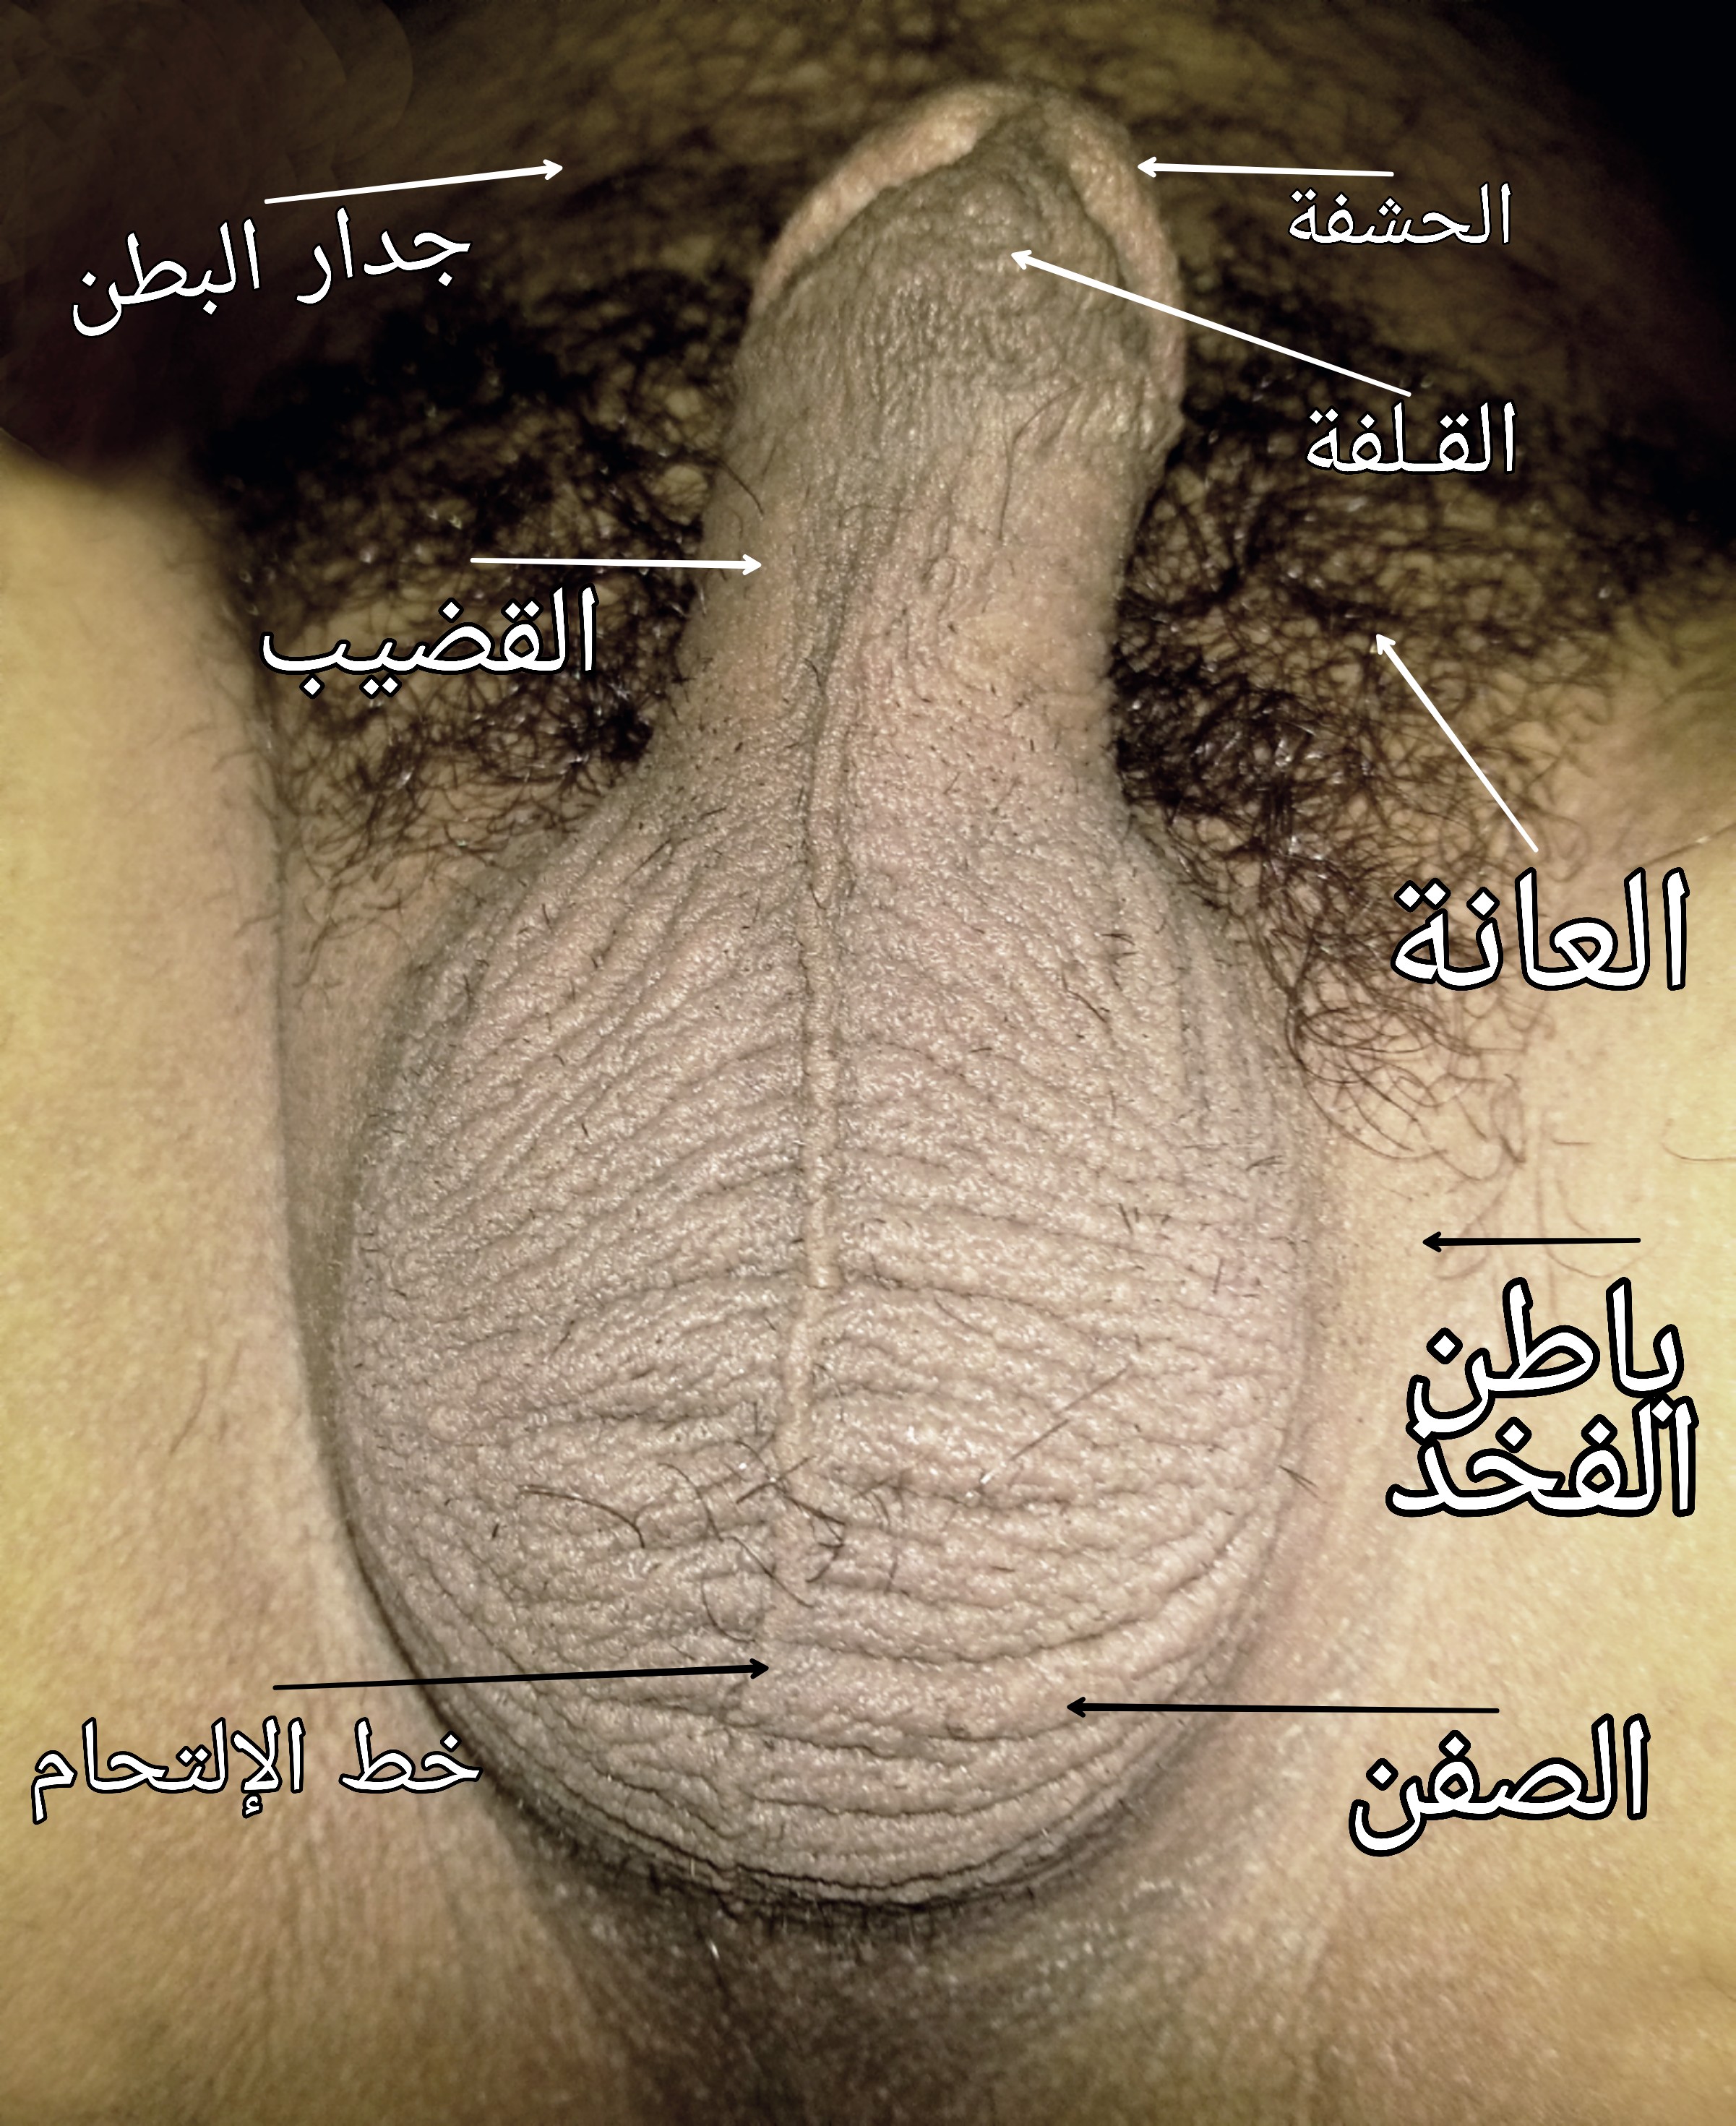 الحشفة
جدار البطن
القلفة
القضيب
العانة
باطن
الفخذ
خط الإلتحام
الصفن